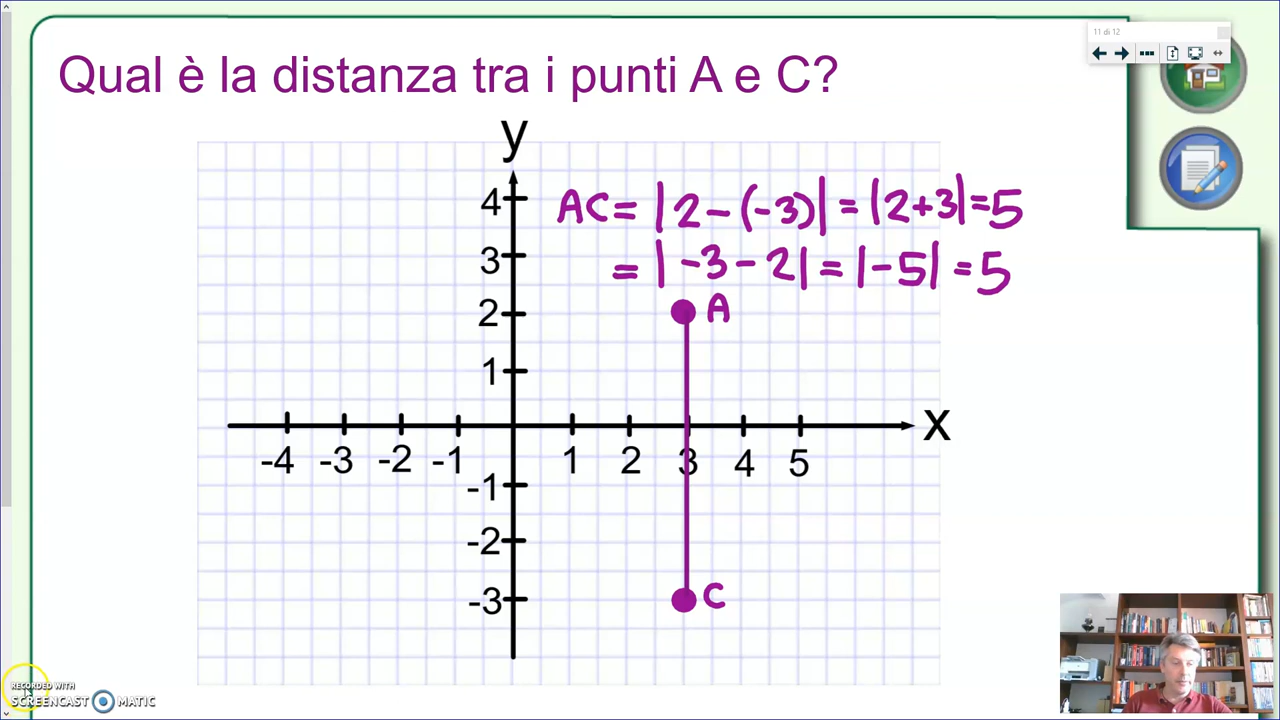 11 di 12
Qual è la distanza tra i punti A e C?
y
AC = |2-(-3)| = |2+3| = 5
= |-3-2| = |-5| = 5
4
3
2
A
1
x
-4 -3 -2 -1 1 2 3 4 5
-1
-2
-3
C
RECORDED WITH
SCREENCAST MATIC